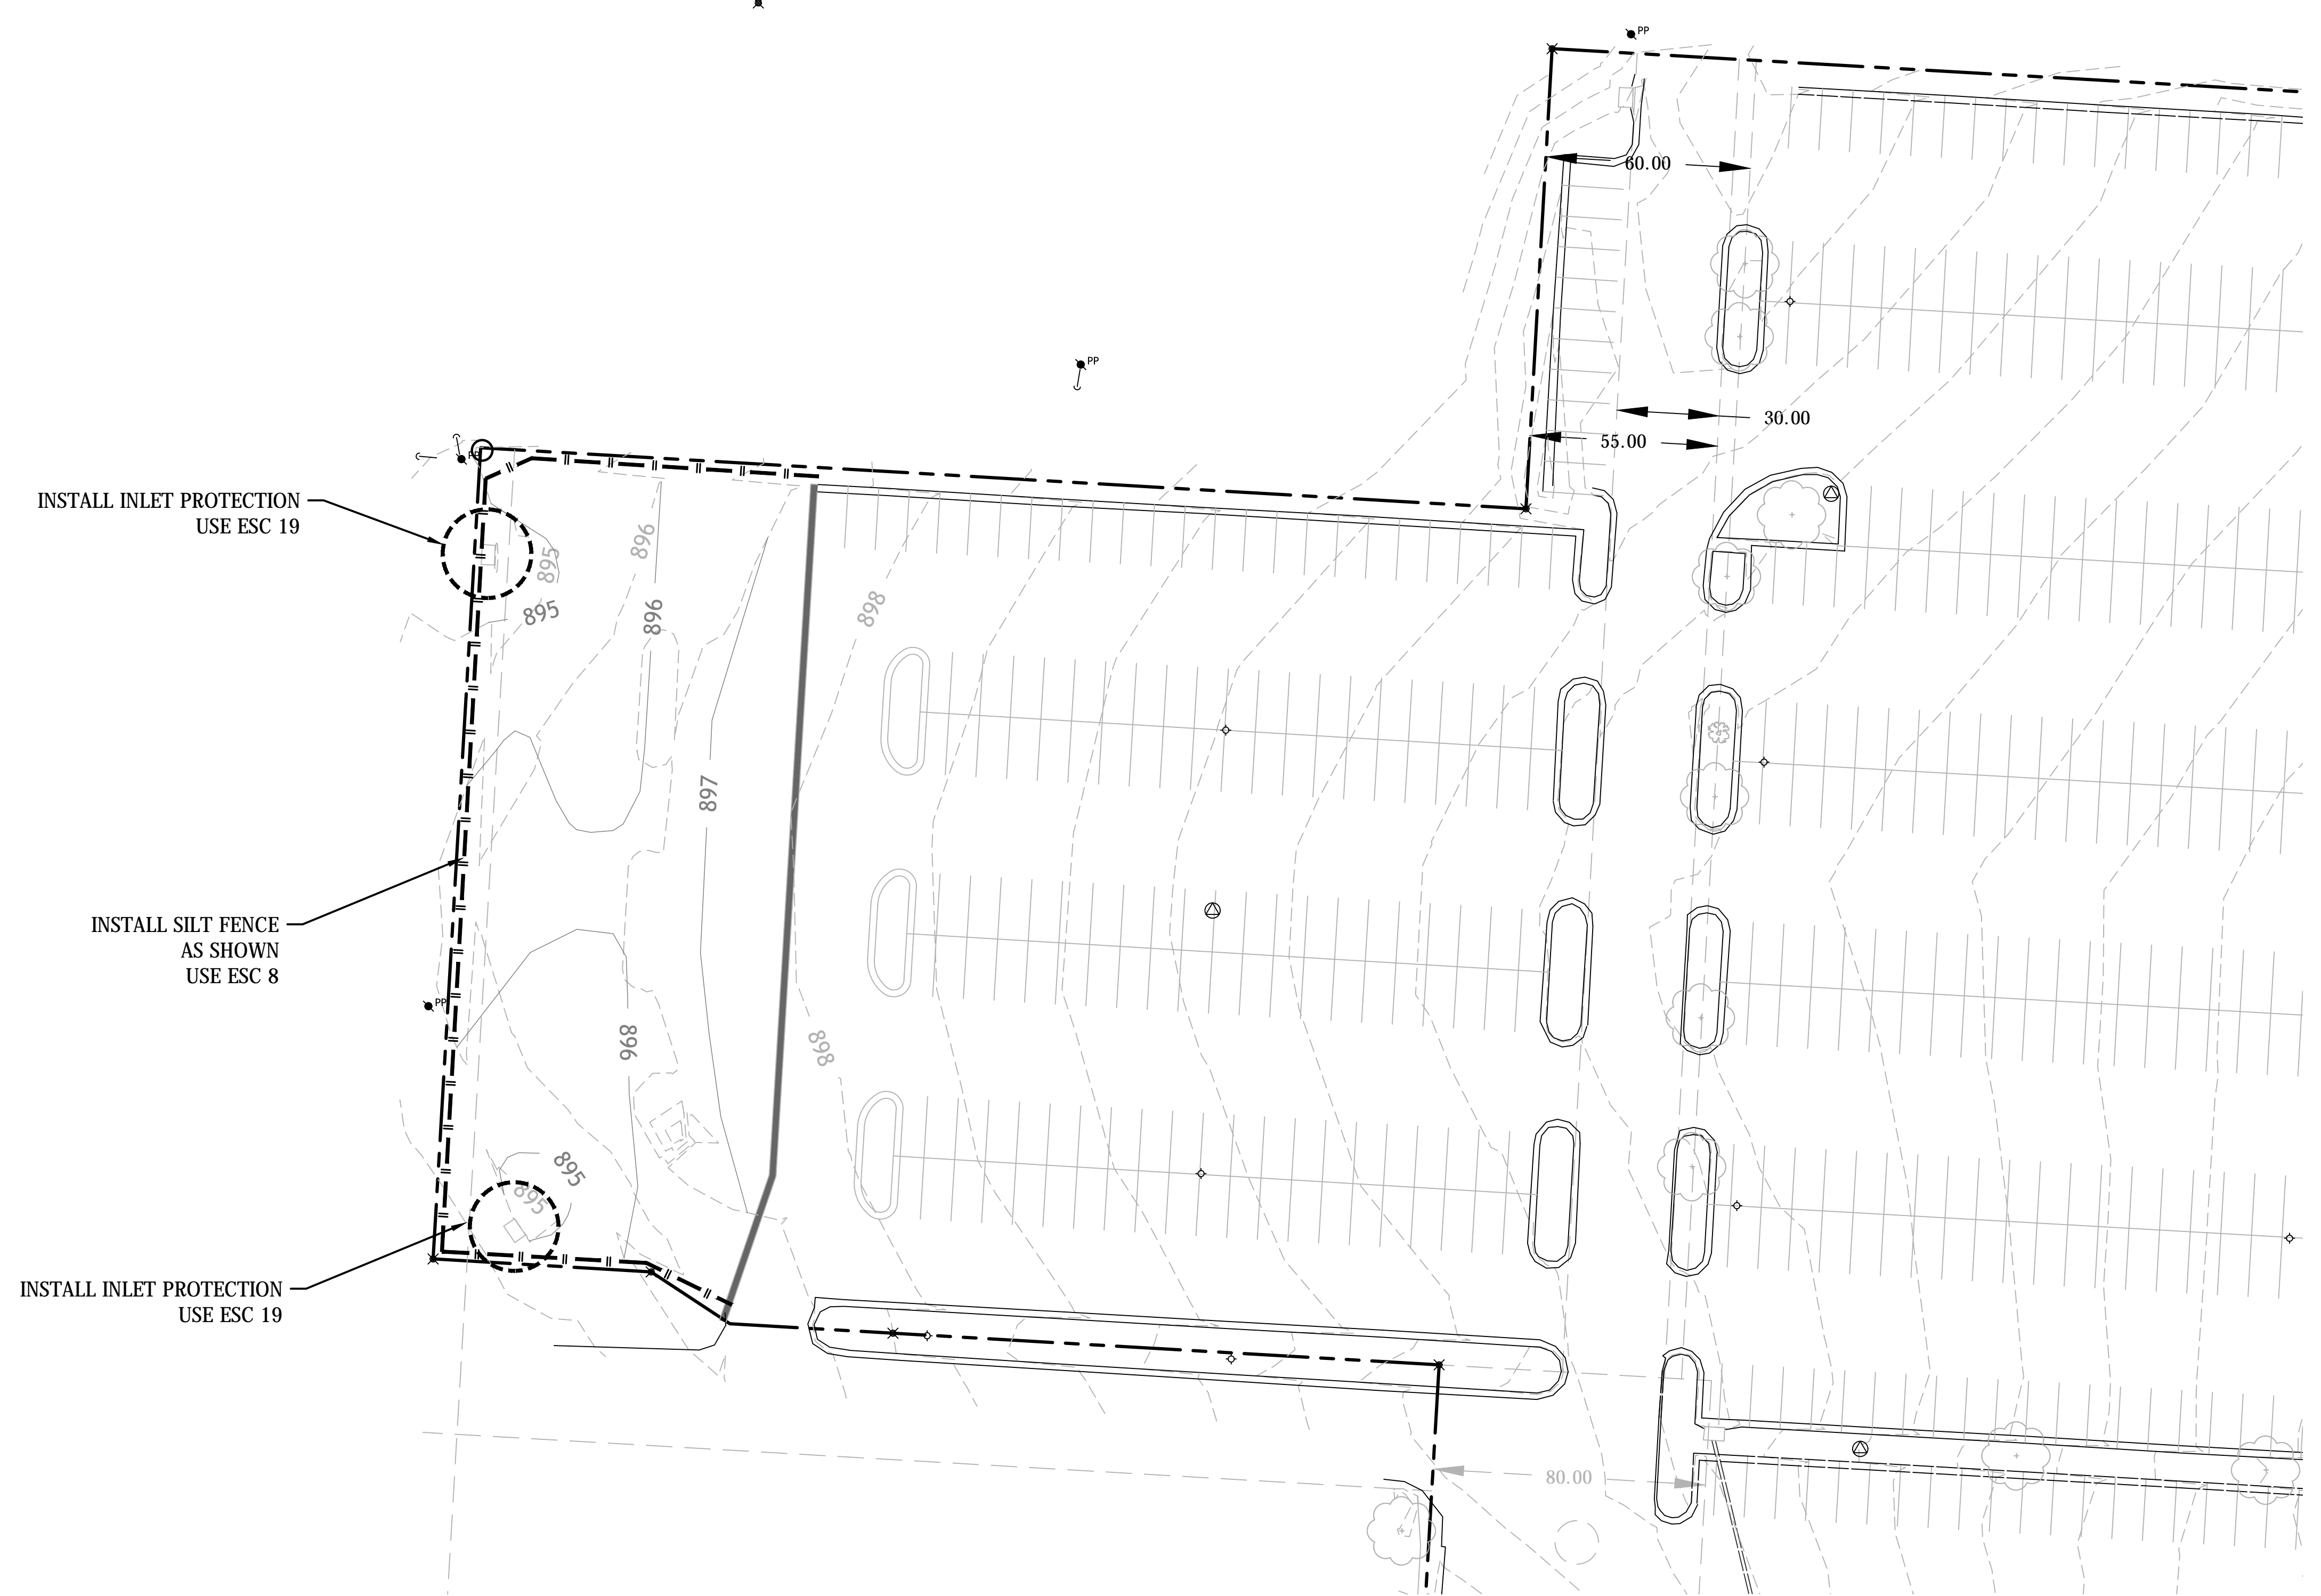 PP
60.00
PP
30.00
55.00
PP
INSTALL INLET PROTECTION
USE ESC 19
895
896
895
896
898
897
INSTALL SILT FENCE
AS SHOWN
USE ESC 8
PP
896
898
895
895
INSTALL INLET PROTECTION
USE ESC 19
80.00